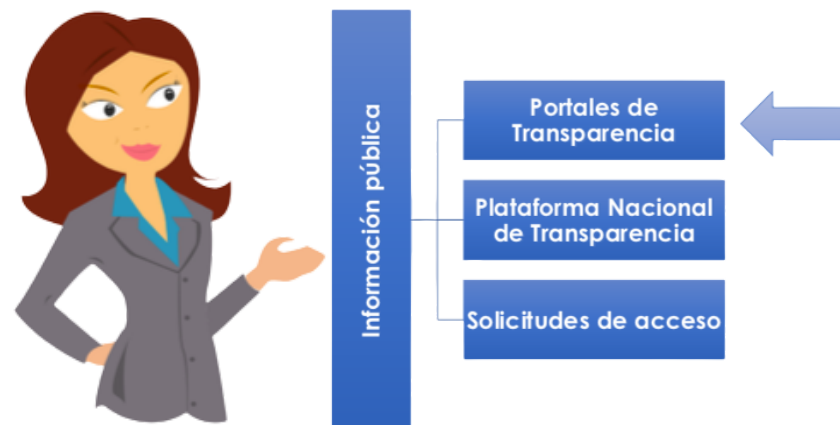 Información pública
Portales de
Transparencia
Plataforma Nacional
de Transparencia
Solicitudes de acceso